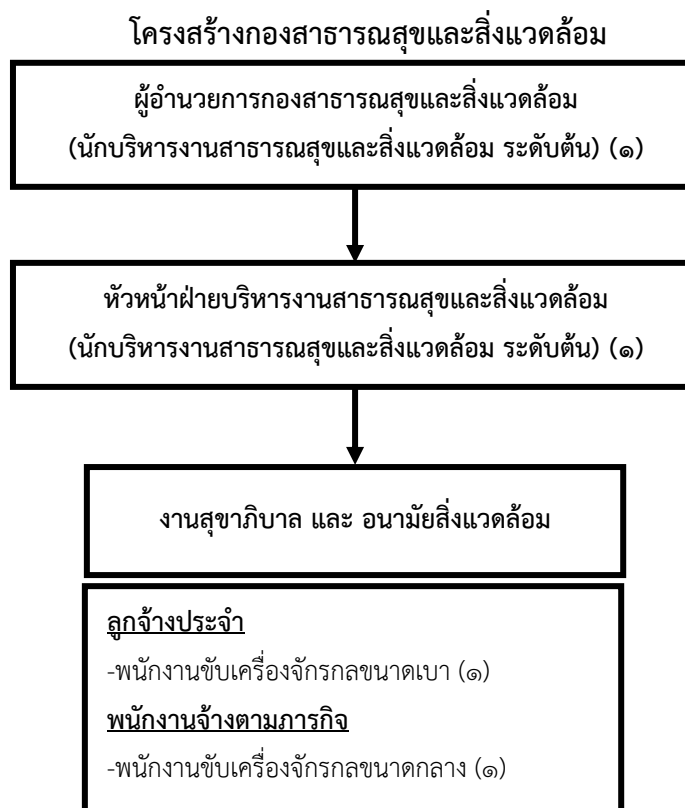 โครงสร้างกองสาธารณสุขและสิ่งแวดล้อม
ผู้อำนวยการกองสาธารณสุขและสิ่งแวดล้อม
(นักบริหารงานสาธารณสุขและสิ่งแวดล้อม ระดับต้น) (๑)
หัวหน้าฝ่ายบริหารงานสาธารณสุขและสิ่งแวดล้อม
(นักบริหารงานสาธารณสุขและสิ่งแวดล้อม ระดับต้น) (๑)
งานสุขาภิบาล และ อนามัยสิ่งแวดล้อม
ลูกจ้างประจำ
-พนักงานขับเครื่องจักรกลขนาดเบา (๑)
พนักงานจ้างตามภารกิจ
-พนักงานขับเครื่องจักรกลขนาดกลาง (๑)